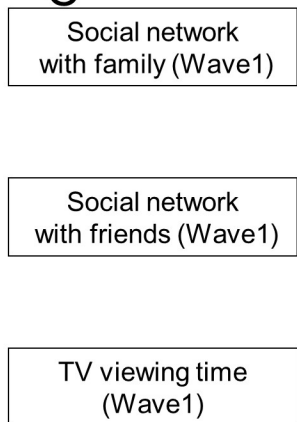 Social network
with family (Wave1)
Social network
with friends (Wave1)
TV viewing time
(Wave1)